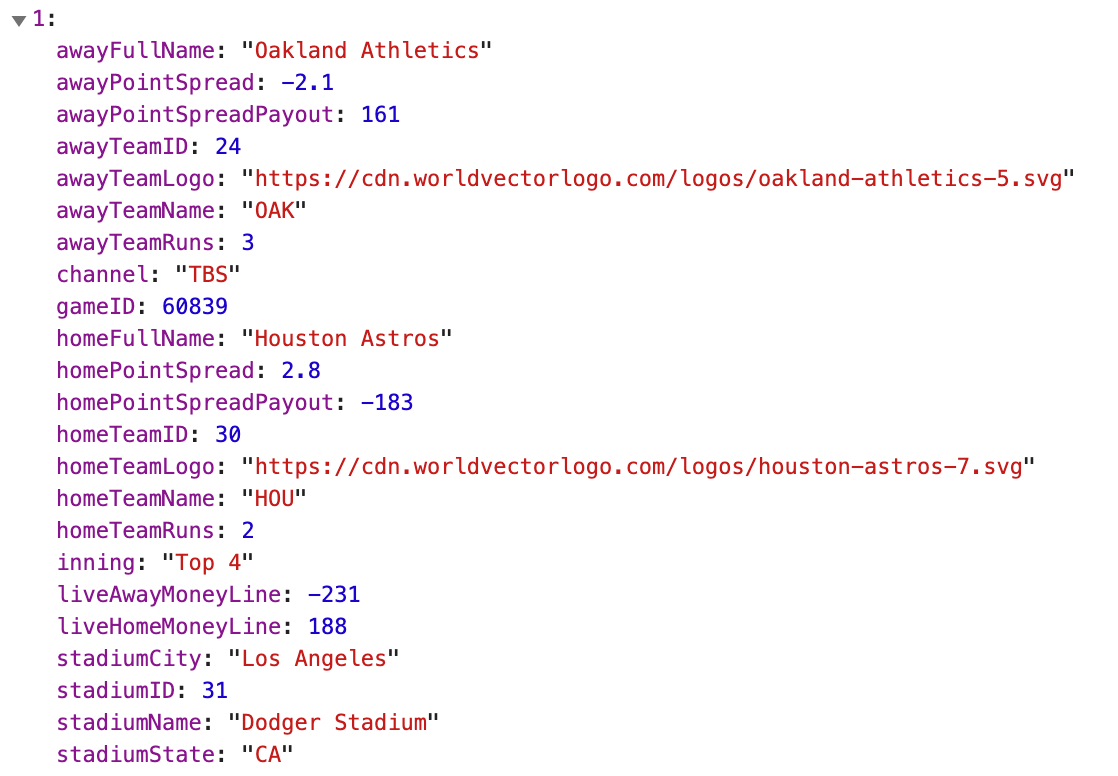 ▼ 1:
awayFullName: "Oakland Athletics"
awayPointSpread: -2.1
awayPointSpreadPayout: 161
awayTeamID: 24
awayTeamLogo: "https://cdn.worldvectorlogo.com/logos/oakland-athletics-5.svg"
awayTeamName: "OAK"
awayTeamRuns: 3
channel: "TBS"
gameID: 60839
homeFullName: "Houston Astros"
homePointSpread: 2.8
homePointSpreadPayout: -183
homeTeamID: 30
homeTeamLogo: "https://cdn.worldvectorlogo.com/logos/houston-astros-7.svg"
homeTeamName: "HOU"
homeTeamRuns: 2
inning: "Top 4"
liveAwayMoneyLine: -231
liveHomeMoneyLine: 188
stadiumCity: "Los Angeles"
stadiumID: 31
stadiumName: "Dodger Stadium"
stadiumState: "CA"